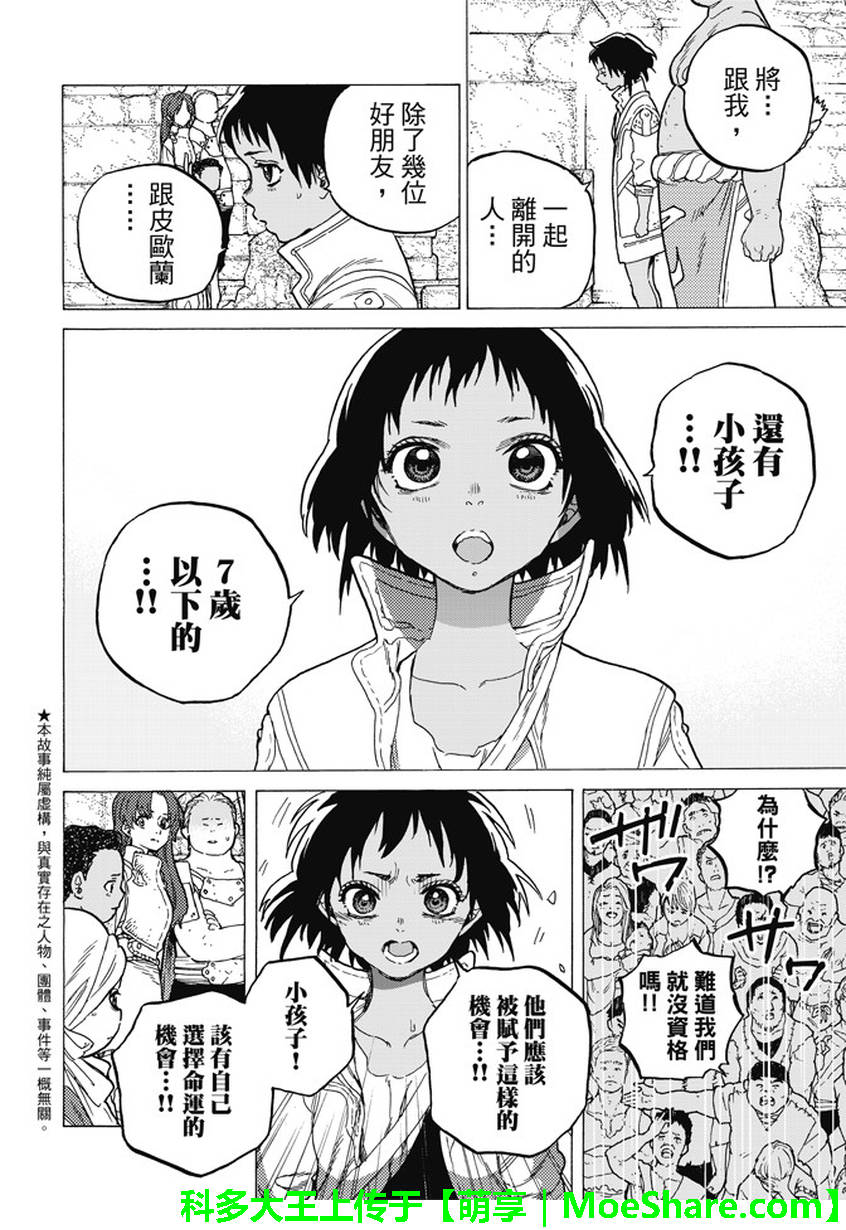 將…
跟我，
一起
離開的
人…
除了幾位
好朋友，
跟皮歐蘭
……
還有
小孩子
…!!
7歲
以下的
…!!
為什麼!?
難道我們
就沒資格
嗎!!
ザワ
ザワ
他們應該
被賦予這樣的
機會…!!
小孩子！
該有自己
選擇命運的
機會…!!
★本故事純屬虛構，與真實存在之人物、團體、事件等一概無關。
科多大王上传于【萌享｜MoeShare.com】